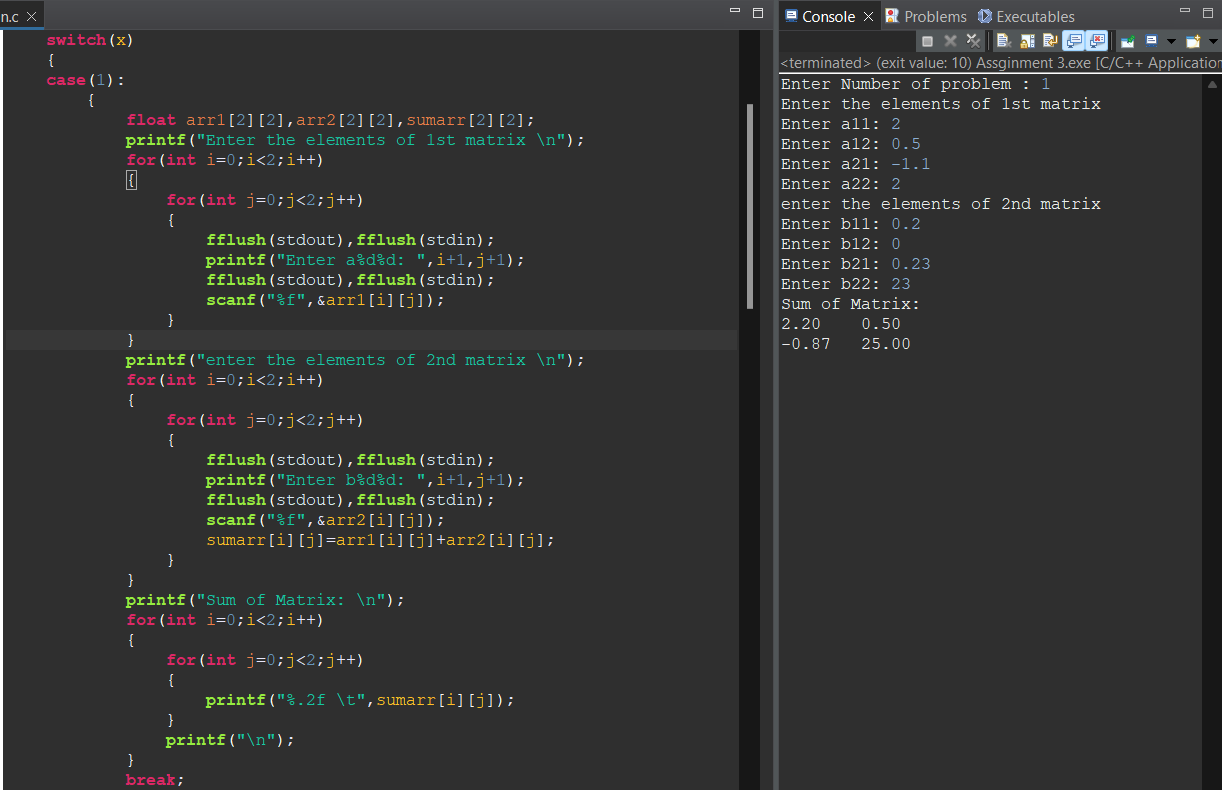 n.c
switch(x)
{
case(1):
{
float arr1[2][2],arr2[2][2],sumarr[2][2];
printf("Enter the elements of 1st matrix \n");
for(int i=0;i<2;i++)
{
for(int j=0;j<2;j++)
{
fflush(stdout),fflush(stdin);
printf("Enter a%d%d: ",i+1,j+1);
fflush(stdout),fflush(stdin);
scanf("%f",&arr1[i][j]);
}
}
printf("enter the elements of 2nd matrix \n");
for(int i=0;i<2;i++)
{
for(int j=0;j<2;j++)
{
fflush(stdout),fflush(stdin);
printf("Enter b%d%d: ",i+1,j+1);
fflush(stdout),fflush(stdin);
scanf("%f",&arr2[i][j]);
sumarr[i][j]=arr1[i][j]+arr2[i][j];
}
}
printf("Sum of Matrix: \n");
for(int i=0;i<2;i++)
{
for(int j=0;j<2;j++)
{
printf("%.2f \t",sumarr[i][j]);
}
printf("\n");
}
break;
Console Problems Executables
<terminated> (exit value: 10) Assginment 3.exe [C/C++ Application
Enter Number of problem : 1
Enter the elements of 1st matrix
Enter a11: 2
Enter a12: 0.5
Enter a21: -1.1
Enter a22: 2
enter the elements of 2nd matrix
Enter b11: 0.2
Enter b12: 0
Enter b21: 0.23
Enter b22: 23
Sum of Matrix:
2.20 0.50
-0.87 25.00